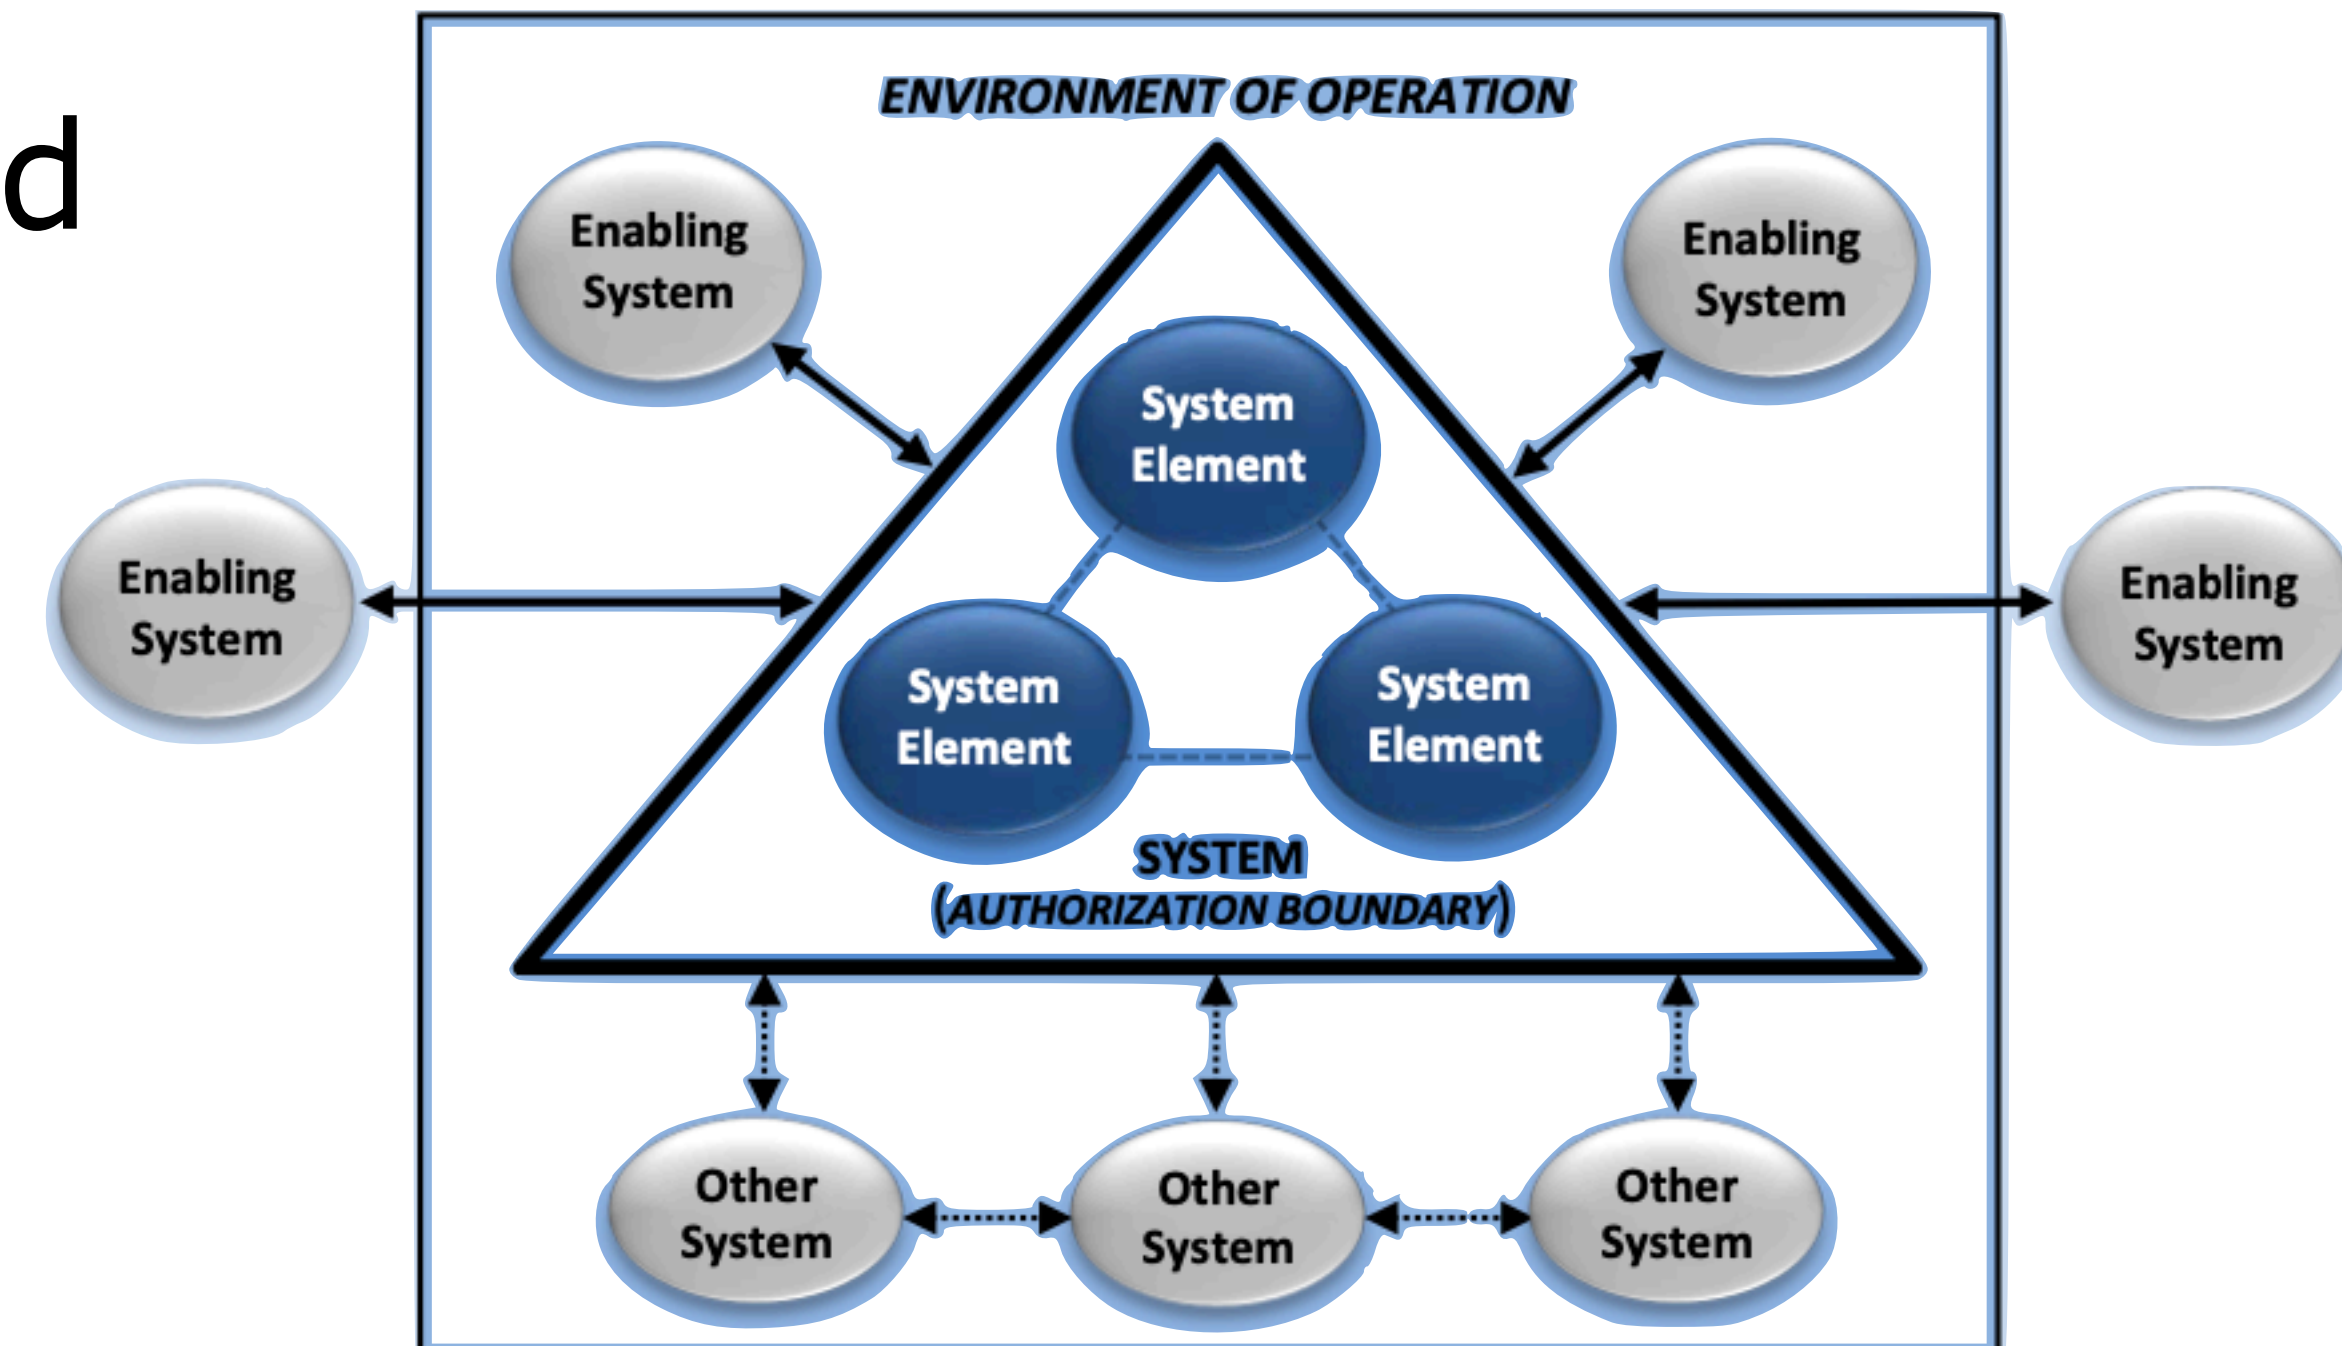 d
ENVIRONMENT OF OPERATION
Enabling
System
Enabling
System
System
Element
Enabling
System
Enabling
System
System
Element
System
Element
SYSTEM
(AUTHORIZATION BOUNDARY)
Other
System
Other
System
Other
System